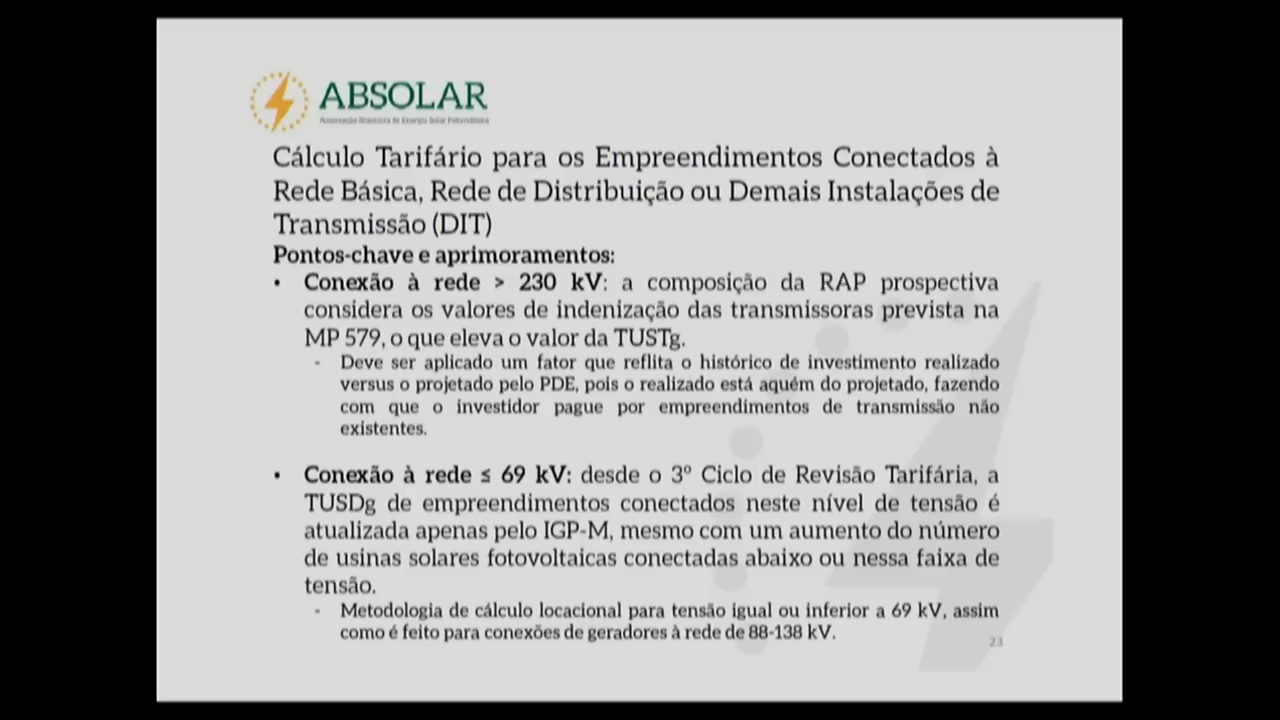 ABSOLAR
Associação Brasileira de Energia Solar Fotovoltaica
Cálculo Tarifário para os Empreendimentos Conectados à
Rede Básica, Rede de Distribuição ou Demais Instalações de
Transmissão (DIT)
Pontos-chave e aprimoramentos:
• Conexão à rede > 230 kV: a composição da RAP prospectiva
considera os valores de indenização das transmissoras prevista na
MP 579, o que eleva o valor da TUSTg.
- Deve ser aplicado um fator que reflita o histórico de investimento realizado
versus o projetado pelo PDE, pois o realizado está aquém do projetado, fazendo
com que o investidor pague por empreendimentos de transmissão não
existentes.
• Conexão à rede ≤ 69 kV: desde o 3º Ciclo de Revisão Tarifária, a
TUSDg de empreendimentos conectados neste nível de tensão é
atualizada apenas pelo IGP-M, mesmo com um aumento do número
de usinas solares fotovoltaicas conectadas abaixo ou nessa faixa de
tensão.
- Metodologia de cálculo locacional para tensão igual ou inferior a 69 kV, assim
como é feito para conexões de geradores à rede de 88-138 kV.
23